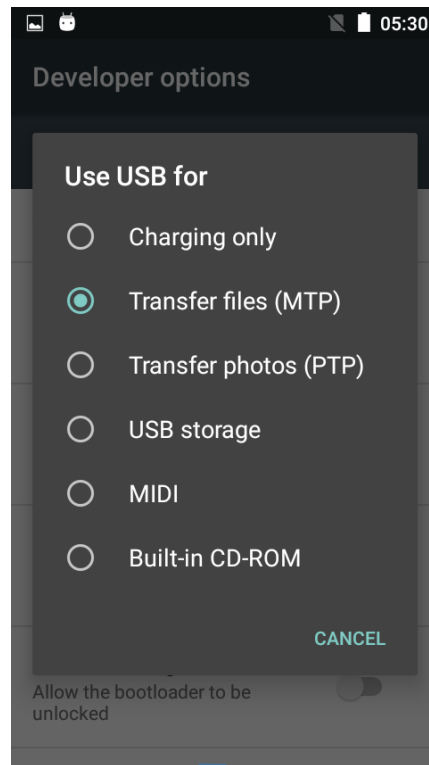 05:30
Developer options
Use USB for
Charging only
Transfer files (MTP)
Transfer photos (PTP)
USB storage
MIDI
Built-in CD-ROM
CANCEL
Allow the bootloader to be
unlocked